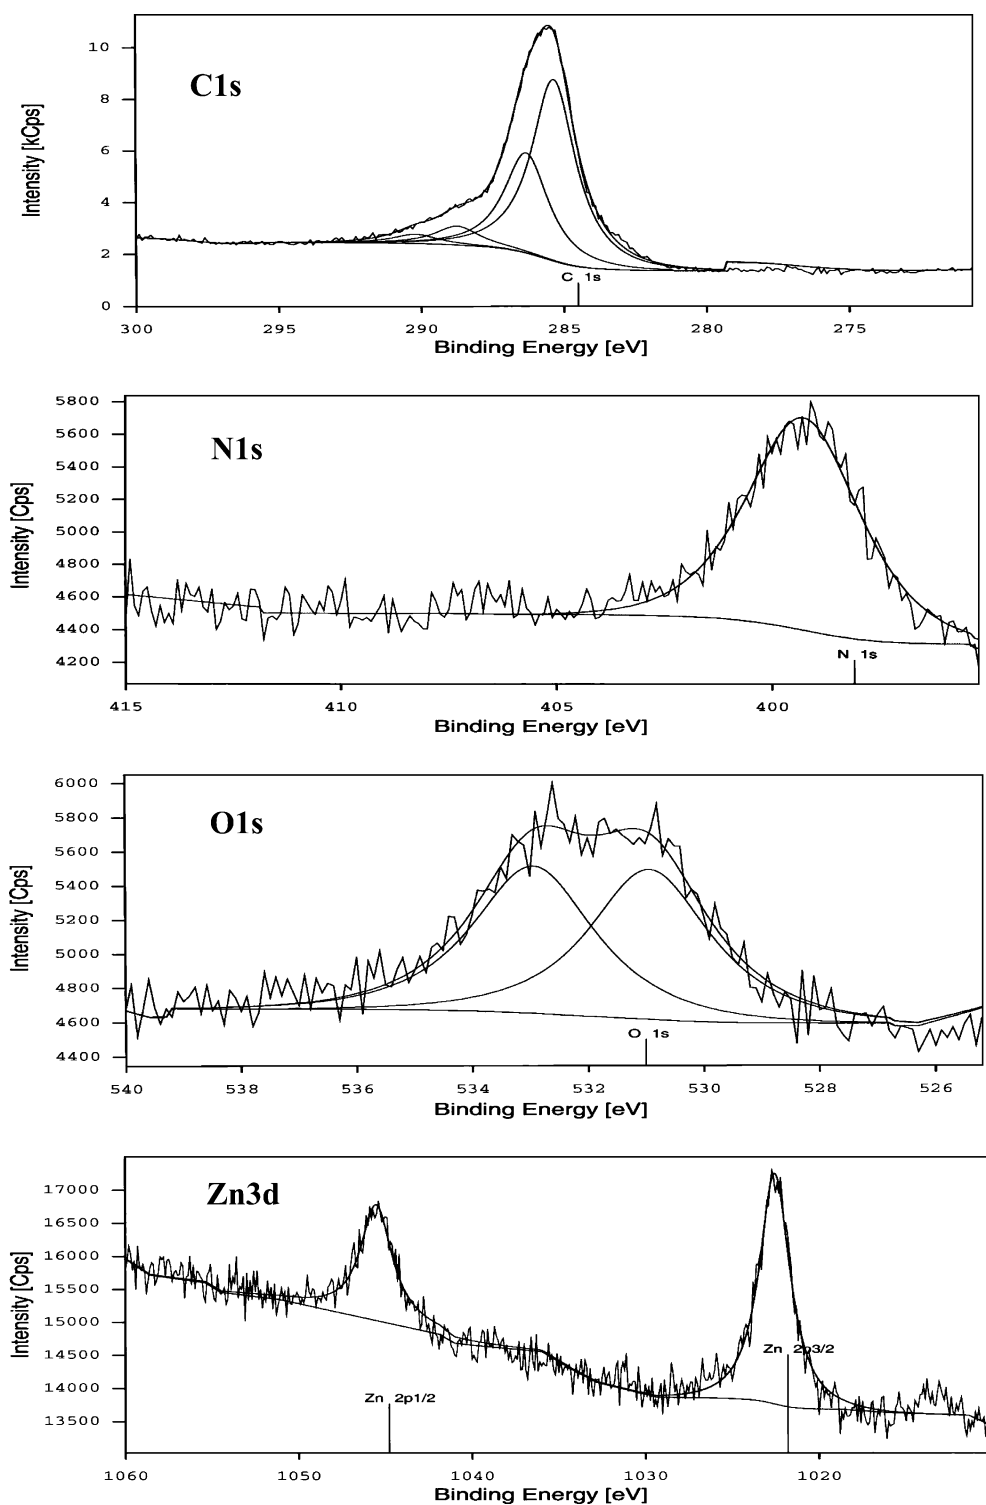 C1s
Intensity [kCps]
10
8
6
4
2
0
C 1s
300 295 290 285 280 275
Binding Energy [eV]
N1s
Intensity [Cps]
5800
5600
5400
5200
5000
4800
4600
4400
4200
N 1s
415 410 405 400
Binding Energy [eV]
O1s
Intensity [Cps]
6000
5800
5600
5400
5200
5000
4800
4600
4400
O 1s
540 538 536 534 532 530 528 526
Binding Energy [eV]
Zn3d
Intensity [Cps]
17000
16500
16000
15500
15000
14500
14000
13500
Zn 2p3/2
Zn 2p1/2
1060 1050 1040 1030 1020
Binding Energy [eV]